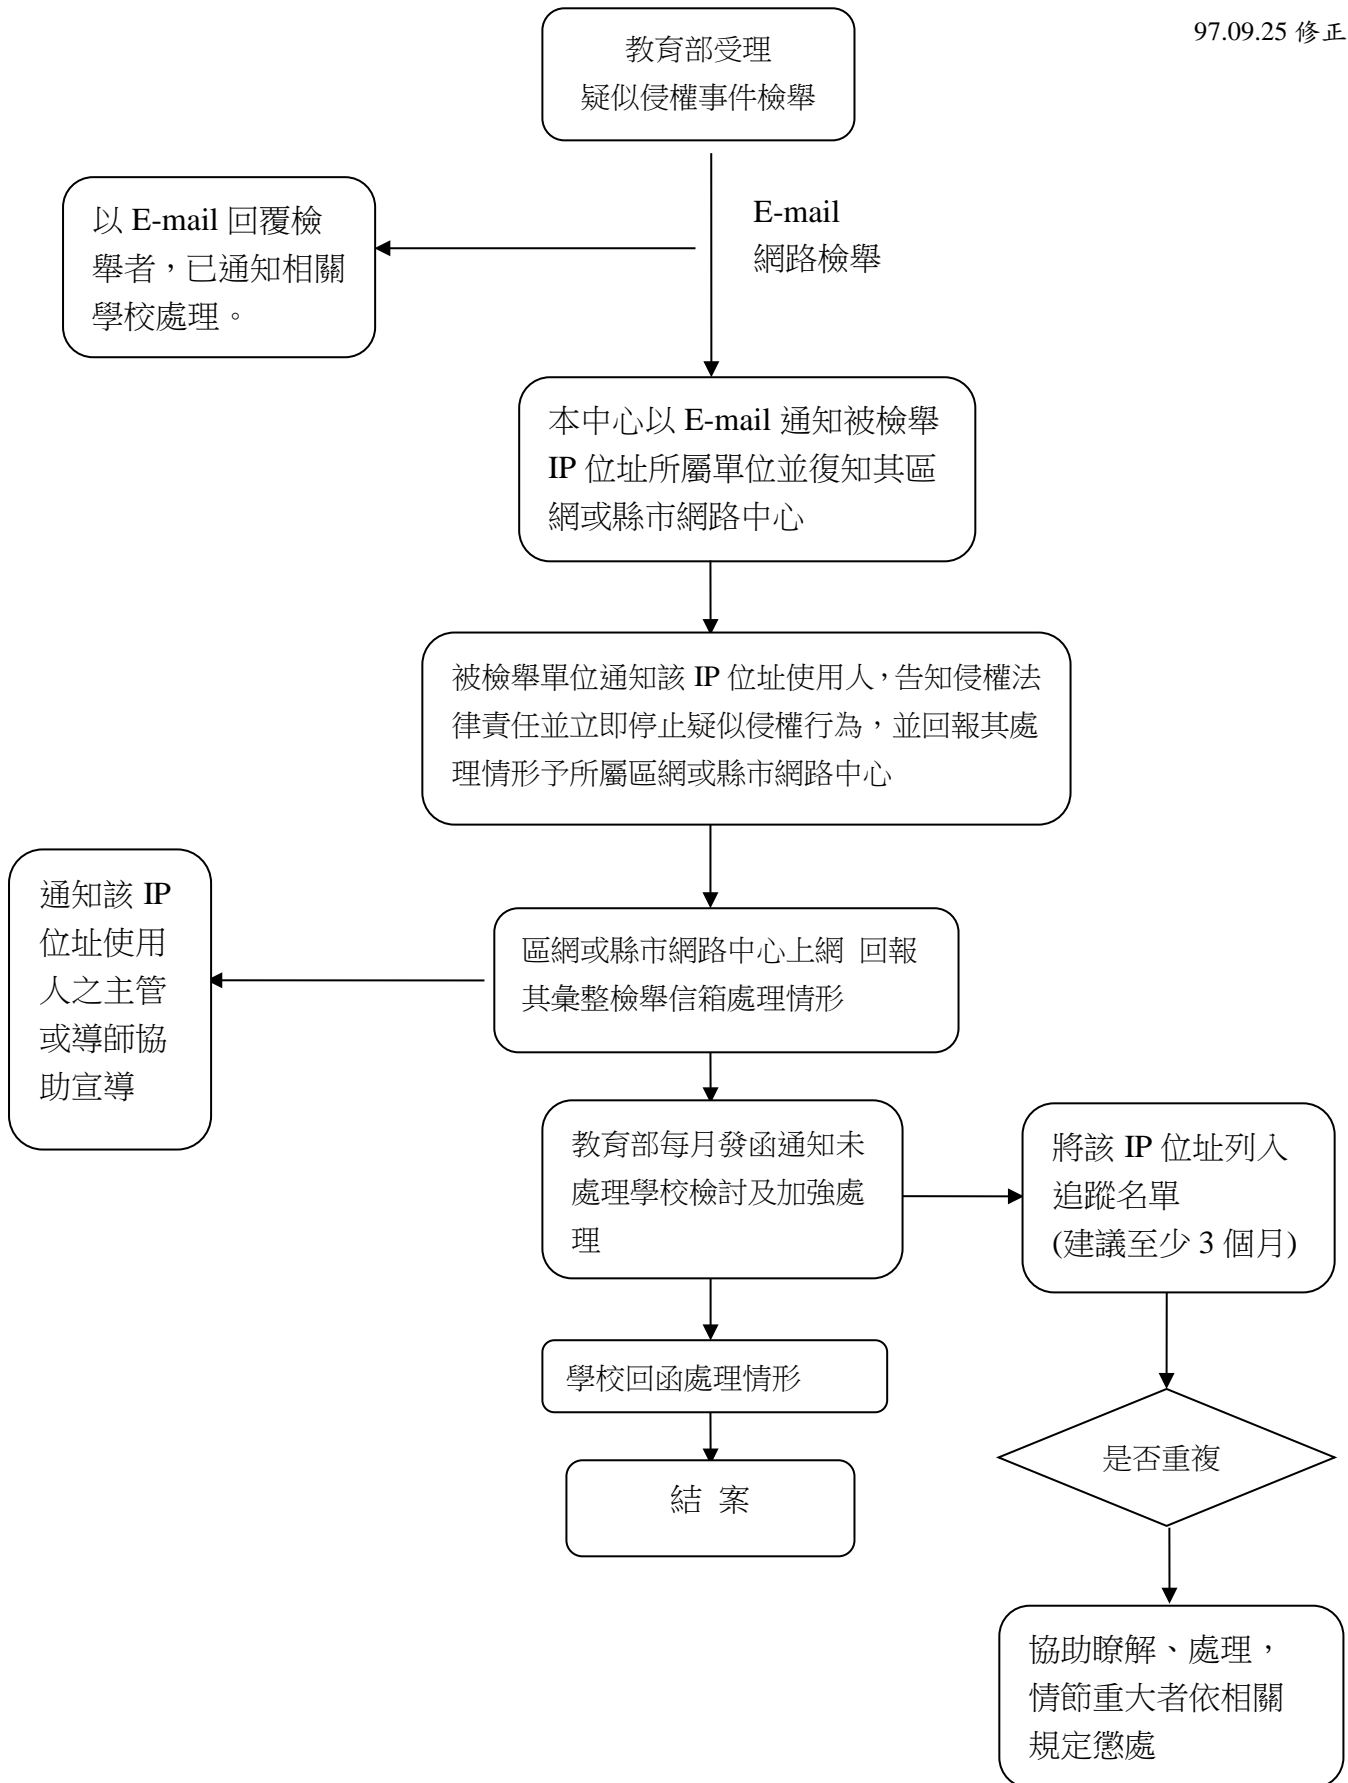 97.09.25 修正
教育部受理
疑似侵權事件檢舉
以 E-mail 回覆檢
舉者，已通知相關
學校處理。
E-mail
網路檢舉
本中心以 E-mail 通知被檢舉
IP 位址所屬單位並復知其區
網或縣市網路中心
被檢舉單位通知該 IP 位址使用人，告知侵權法
律責任並立即停止疑似侵權行為，並回報其處
理情形予所屬區網或縣市網路中心
通知該 IP
位址使用
人之主管
或導師協
助宣導
區網或縣市網路中心上網 回報
其彙整檢舉信箱處理情形
教育部每月發函通知未
處理學校檢討及加強處
理
將該 IP 位址列入
追蹤名單
(建議至少 3 個月)
學校回函處理情形
是否重複
結 案
協助瞭解、處理，
情節重大者依相關
規定懲處